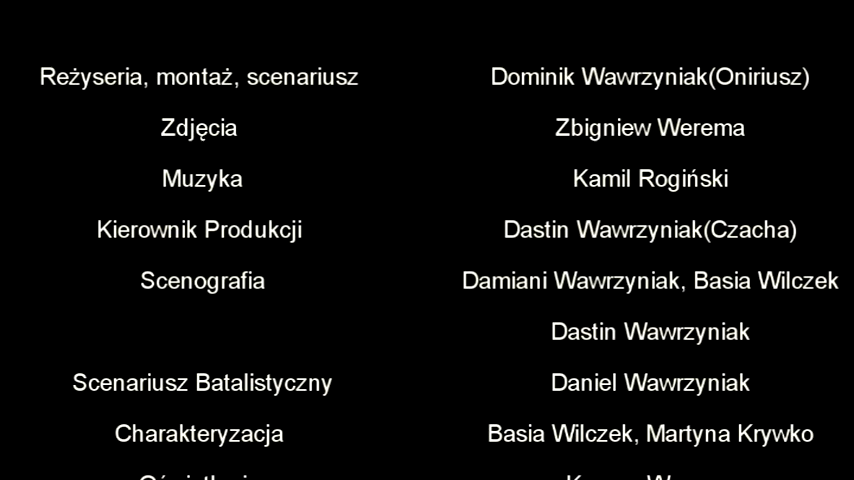 Reżyseria, montaż, scenariusz Dominik Wawrzyniak(Oniriusz)
Zdjęcia Zbigniew Werema
Muzyka Kamil Rogiński
Kierownik Produkcji Dastin Wawrzyniak(Czacha)
Scenografia Damiani Wawrzyniak, Basia Wilczek
Dastin Wawrzyniak
Scenariusz Batalistyczny Daniel Wawrzyniak
Charakteryzacja Basia Wilczek, Martyna Krywko